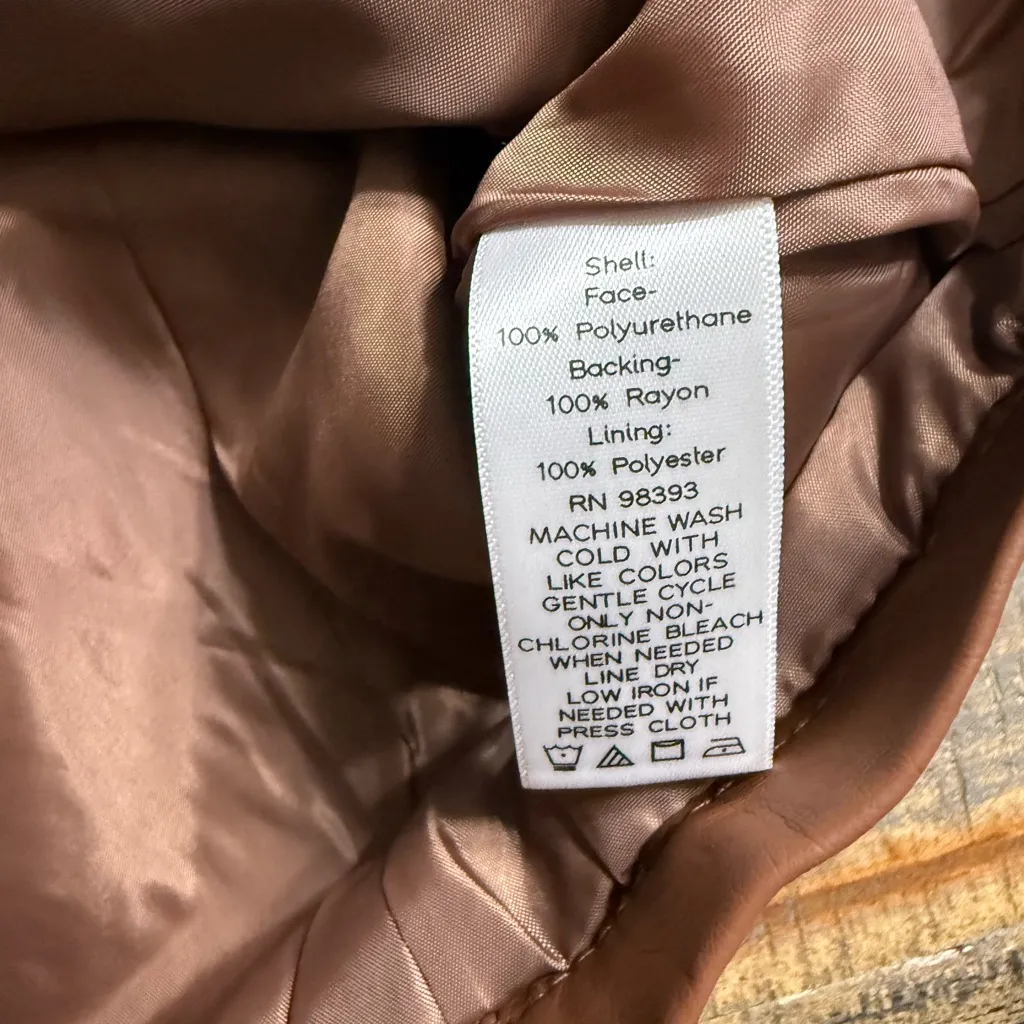 Shell:
Face-
100% Polyurethane
Backing-
100% Rayon
Lining:
100% Polyester
RN 98393
MACHINE WASH
COLD WITH
LIKE COLORS
GENTLE CYCLE
ONLY NON-
CHLORINE BLEACH
WHEN NEEDED
LINE DRY
LOW IRON IF
NEEDED WITH
PRESS CLOTH